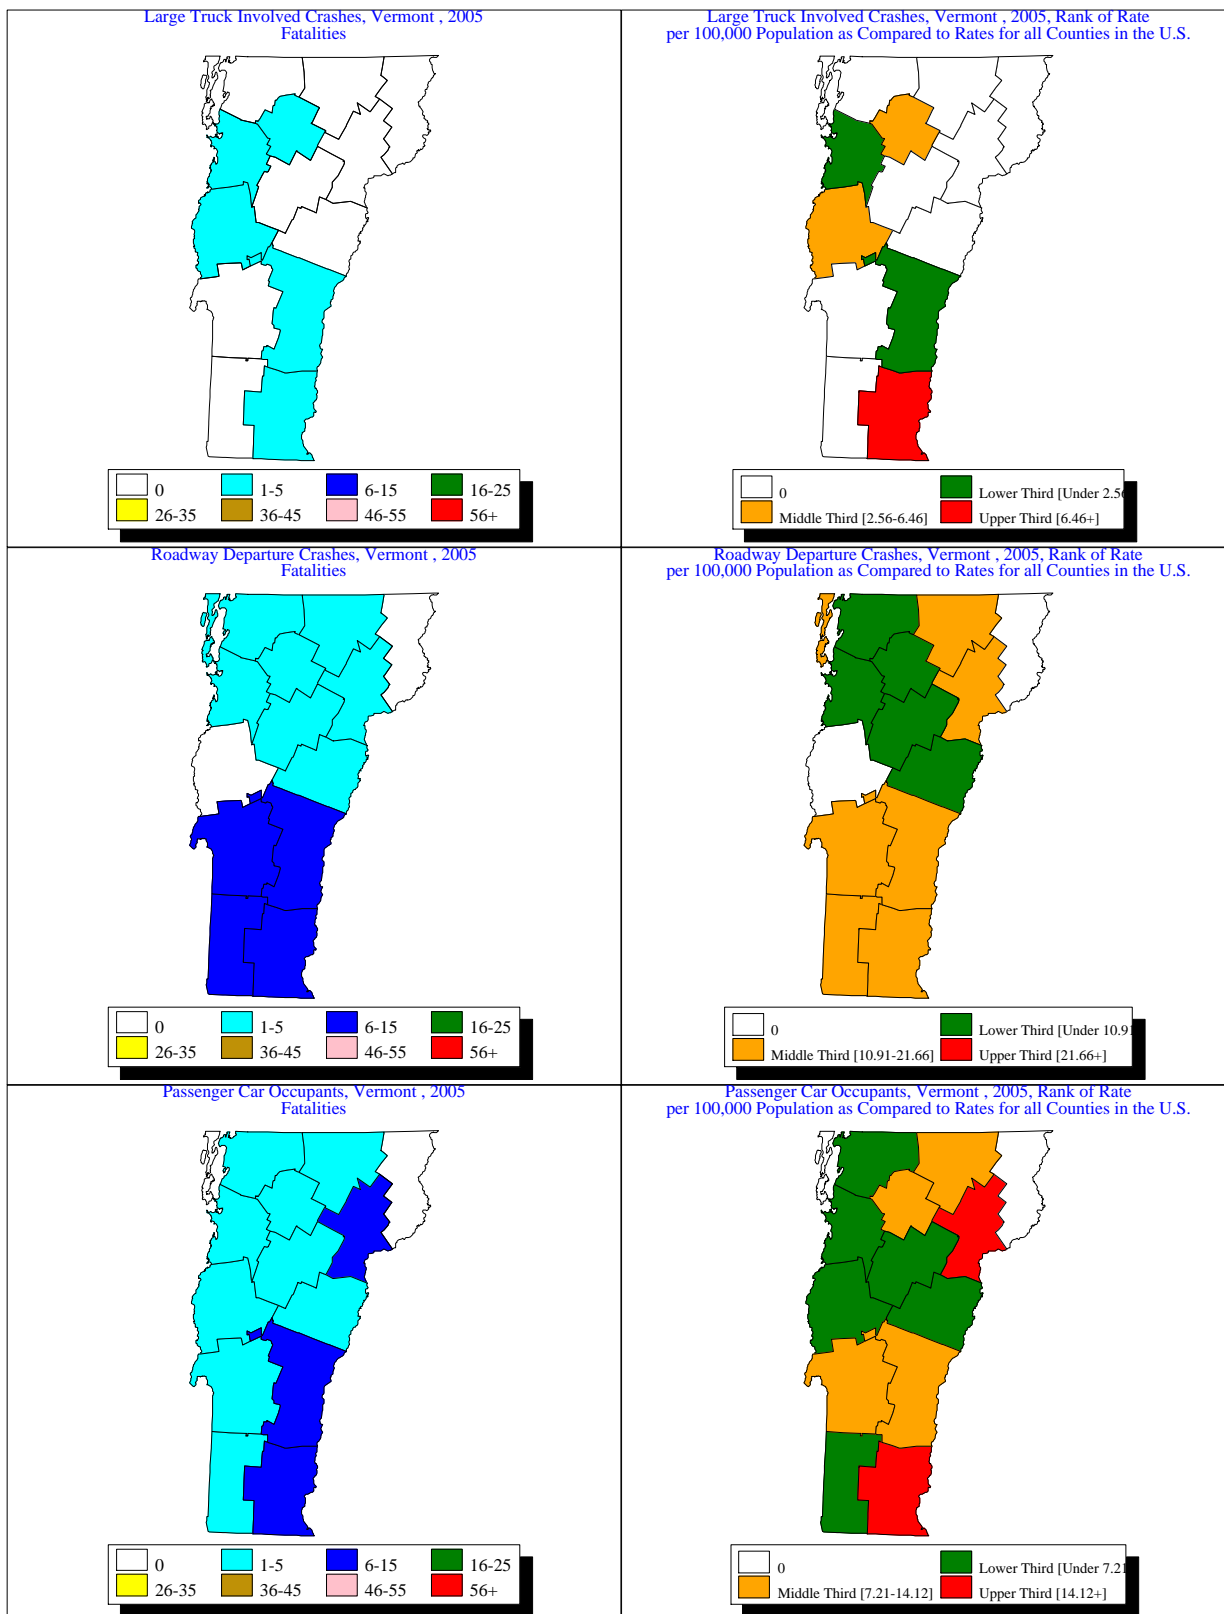 Large Truck Involved Crashes, Vermont , 2005
Fatalities
0
1-5
6-15
16-25
26-35
36-45
46-55
56+
Large Truck Involved Crashes, Vermont , 2005, Rank of Rate
per 100,000 Population as Compared to Rates for all Counties in the U.S.
0
Lower Third [Under 2.56
Middle Third [2.56-6.46]
Upper Third [6.46+]
Roadway Departure Crashes, Vermont , 2005
Fatalities
0
1-5
6-15
16-25
26-35
36-45
46-55
56+
Roadway Departure Crashes, Vermont , 2005, Rank of Rate
per 100,000 Population as Compared to Rates for all Counties in the U.S.
0
Lower Third [Under 10.91
Middle Third [10.91-21.66]
Upper Third [21.66+]
Passenger Car Occupants, Vermont , 2005
Fatalities
0
1-5
6-15
16-25
26-35
36-45
46-55
56+
Passenger Car Occupants, Vermont , 2005, Rank of Rate
per 100,000 Population as Compared to Rates for all Counties in the U.S.
0
Lower Third [Under 7.21
Middle Third [7.21-14.12]
Upper Third [14.12+]